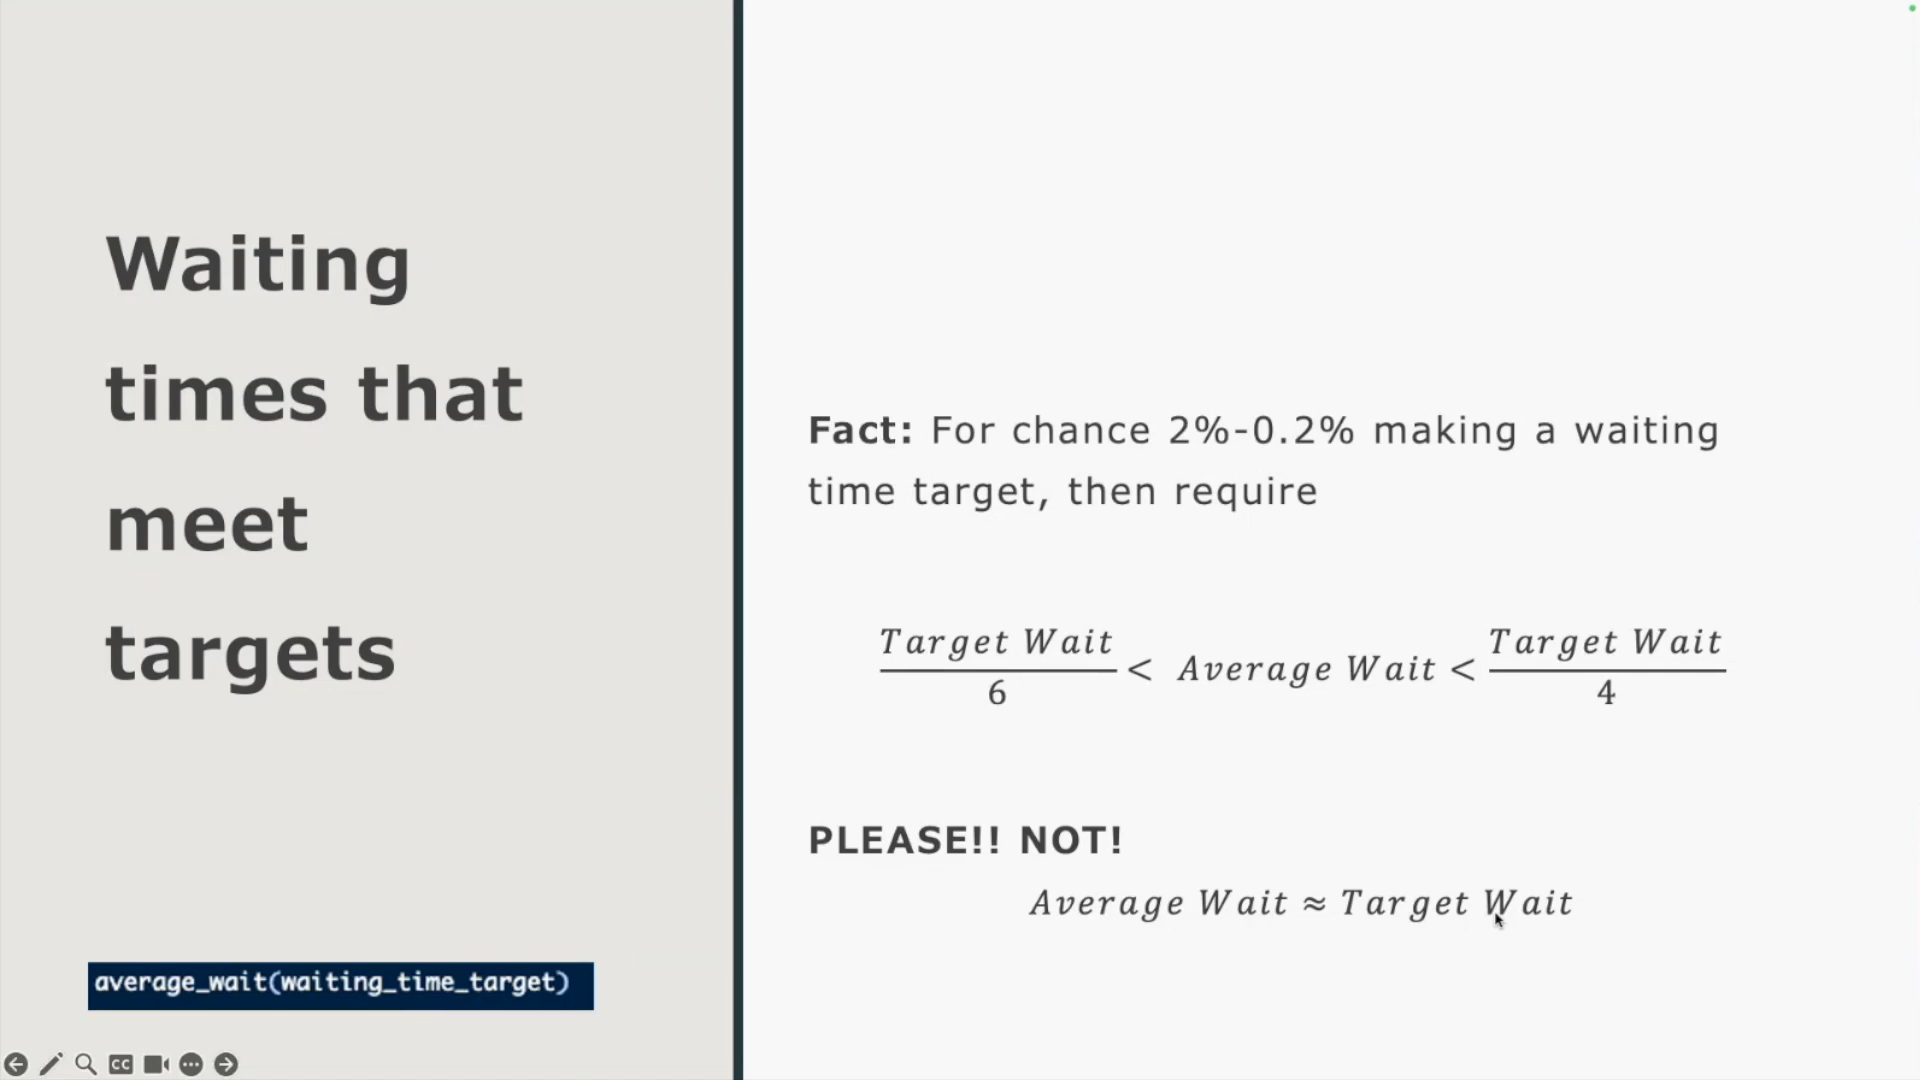 Waiting
times that
meet
targets
average_wait(waiting_time_target)
Fact: For chance 2%-0.2% making a waiting
time target, then require
Target Wait / 6 < Average Wait < Target Wait / 4
PLEASE!! NOT!
Average Wait ≈ Target Wait
CC